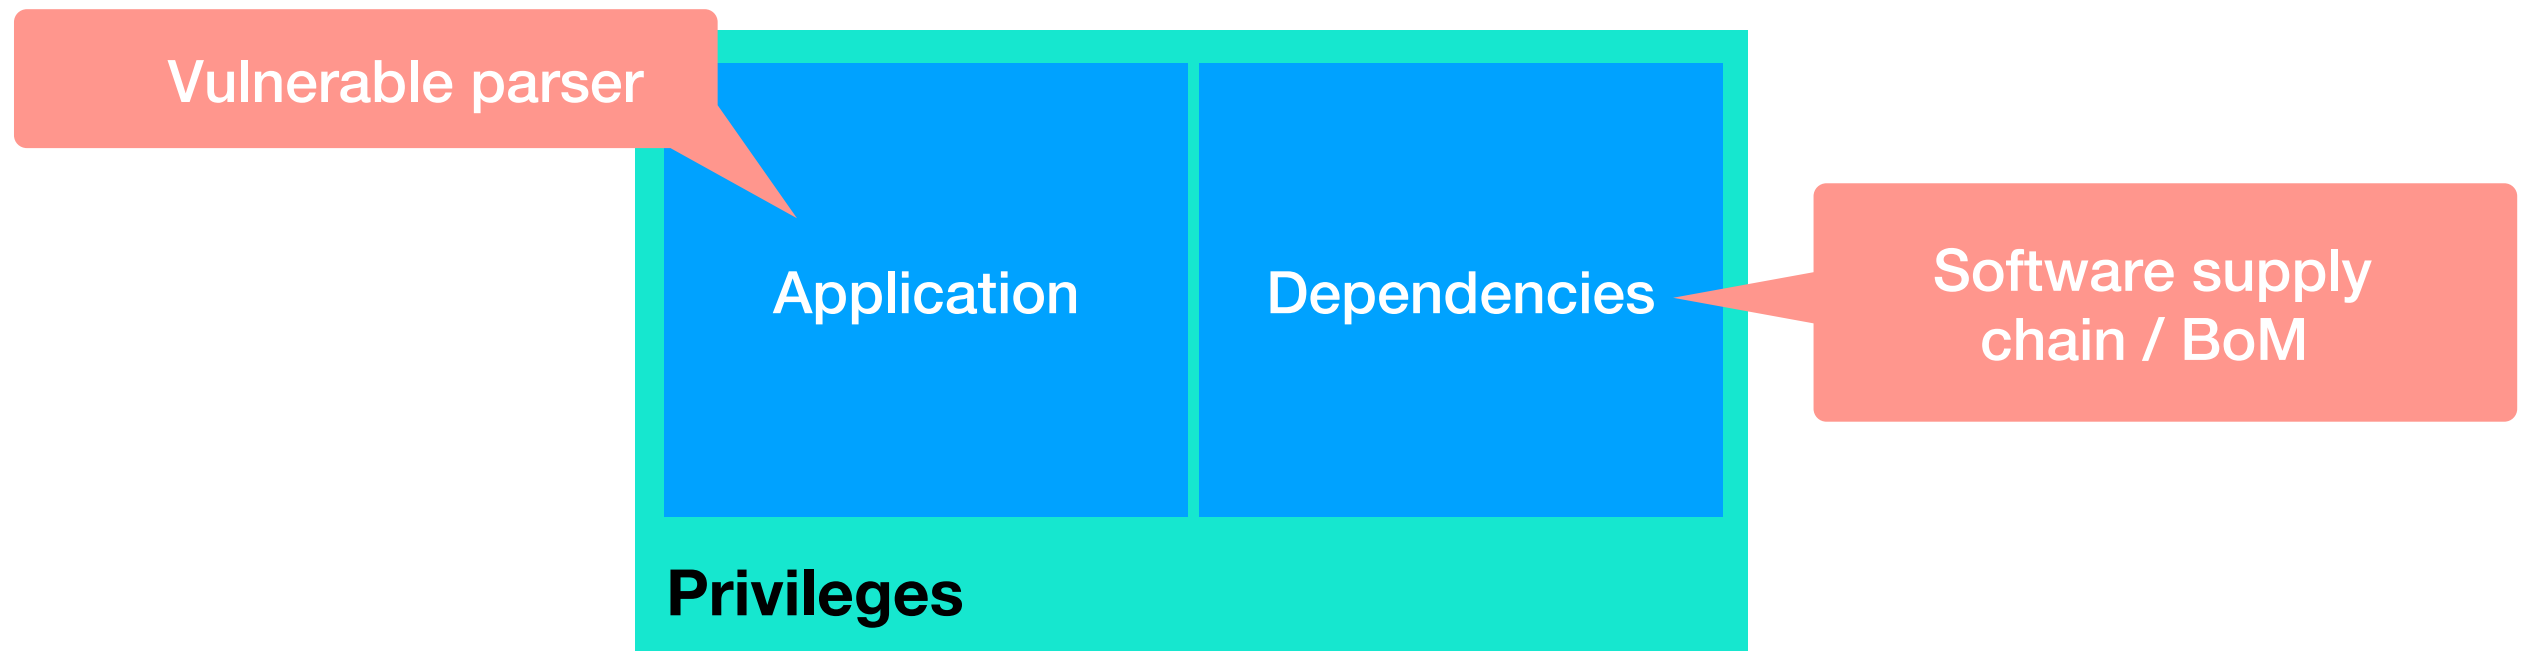 Vulnerable parser
Application
Dependencies
Software supply
chain / BoM
Privileges